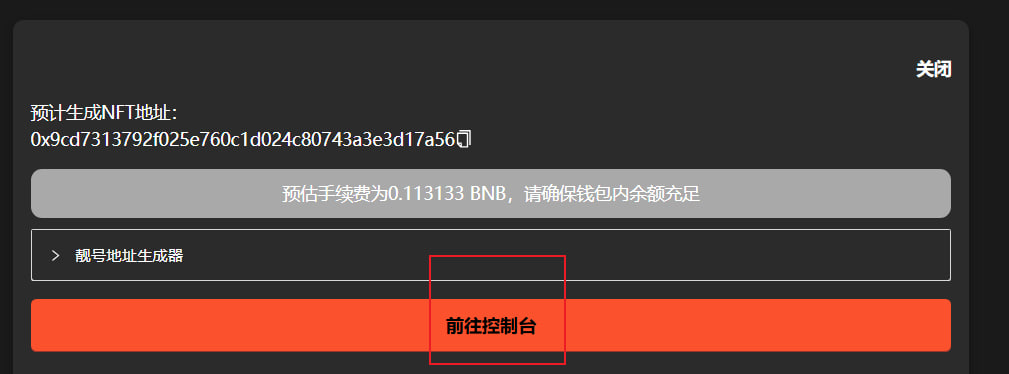 关闭
预计生成NFT地址：
0x9cd7313792f025e760c1d024c80743a3e3d17a56
预估手续费为0.113133 BNB，请确保钱包内余额充足
靓号地址生成器
前往控制台